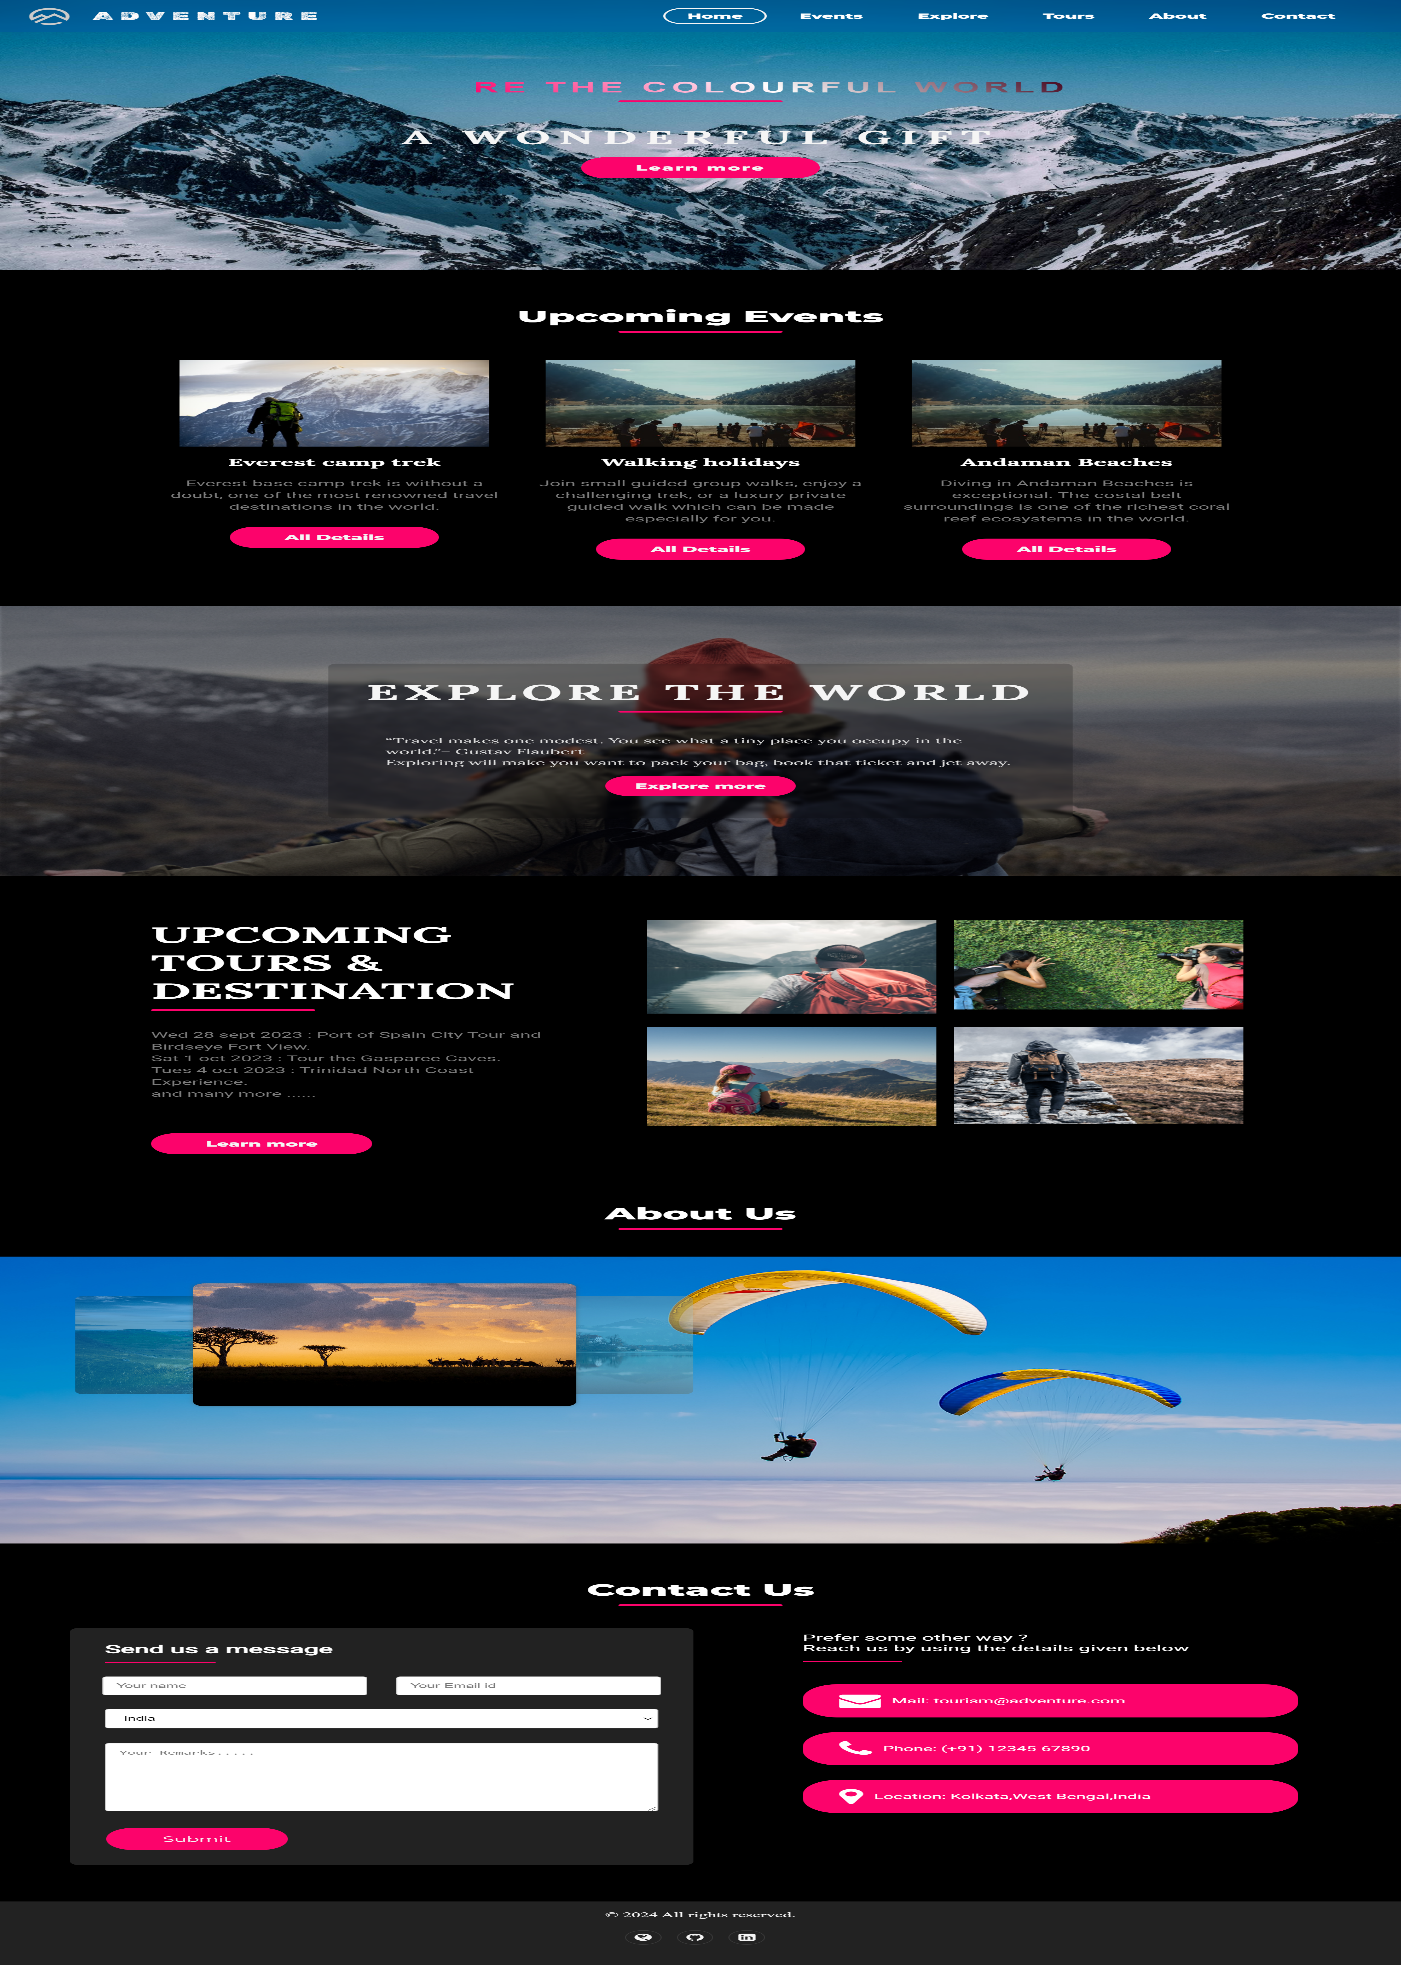 ADVENTURE
Home
Events
Explore
Tours
About
Contact
RE THE COLOURFUL WORLD
A WONDERFUL GIFT
Learn more
Upcoming Events
Everest camp trek
Everest base camp trek is without a
doubt, one of the most renowned travel
destinations in the world.
All Details
Walking holidays
Join small guided group walks, enjoy a
challenging trek, or a luxury private
guided walk which can be made
especially for you.
All Details
Andaman Beaches
Diving in Andaman Beaches is
exceptional. The costal belt
surroundings is one of the richest coral
reef ecosystems in the world.
All Details
EXPLORE THE WORLD
“Travel makes one modest. You see what a tiny place you occupy in the
world.”– Gustav Flaubert
Exploring will make you want to pack your bag, book that ticket and jet away.
Explore more
UPCOMING
TOURS &
DESTINATION
Wed 28 sept 2023 : Port of Spain City Tour and
Birdseye Fort View.
Sat 1 oct 2023 : Tour the Gasparee Caves.
Tues 4 oct 2023 : Trinidad North Coast
Experience.
and many more ......
Learn more
About Us
Contact Us
Send us a message
Your name
Your Email id
India
Your Remarks.....
Submit
Prefer some other way ?
Reach us by using the details given below
Mail: tourism@adventure.com
Phone: (+91) 12345 67890
Location: Kolkata,West Bengal,India
© 2024 All rights reserved.